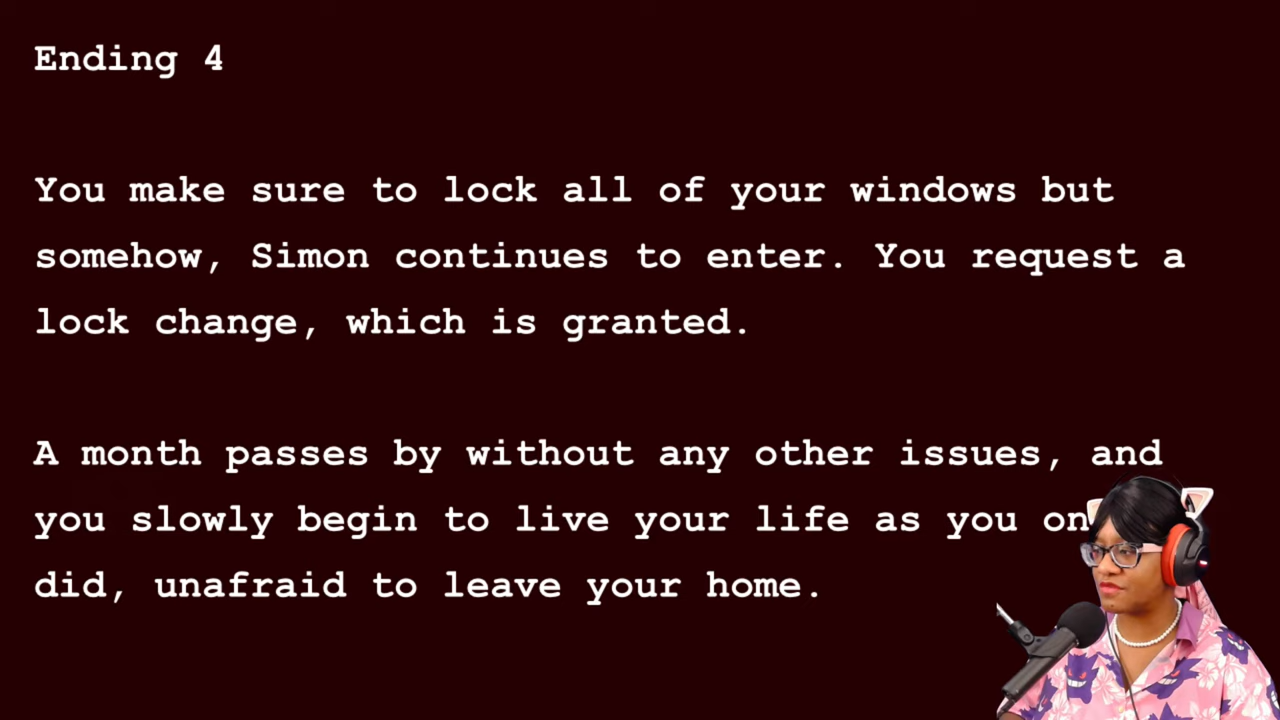 Ending 4
You make sure to lock all of your windows but
somehow, Simon continues to enter. You request a
lock change, which is granted.
A month passes by without any other issues, and
you slowly begin to live your life as you
did, unafraid to leave your home.